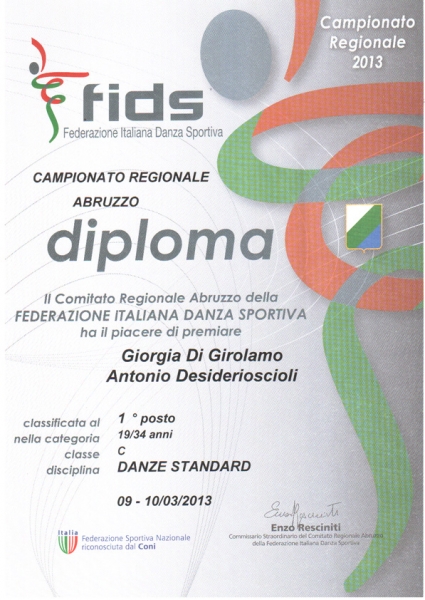 Campionato
Regionale
2013
fids
Federazione Italiana Danza Sportiva
CAMPIONATO REGIONALE
ABRUZZO
diploma
Il Comitato Regionale Abruzzo della
FEDERAZIONE ITALIANA DANZA SPORTIVA
ha il piacere di premiare
Giorgia Di Girolamo
Antonio Desiderioscioli
classificata al 1 ° posto
nella categoria 19/34 anni
classe C
disciplina DANZE STANDARD
09 - 10/03/2013
Enzo Resciniti
Enzo Resciniti
Commissario Straordinario del Comitato Regionale Abruzzo
della Federazione Italiana Danza Sportiva
Italia
Federazione Sportiva Nazionale
riconosciuta dal Coni